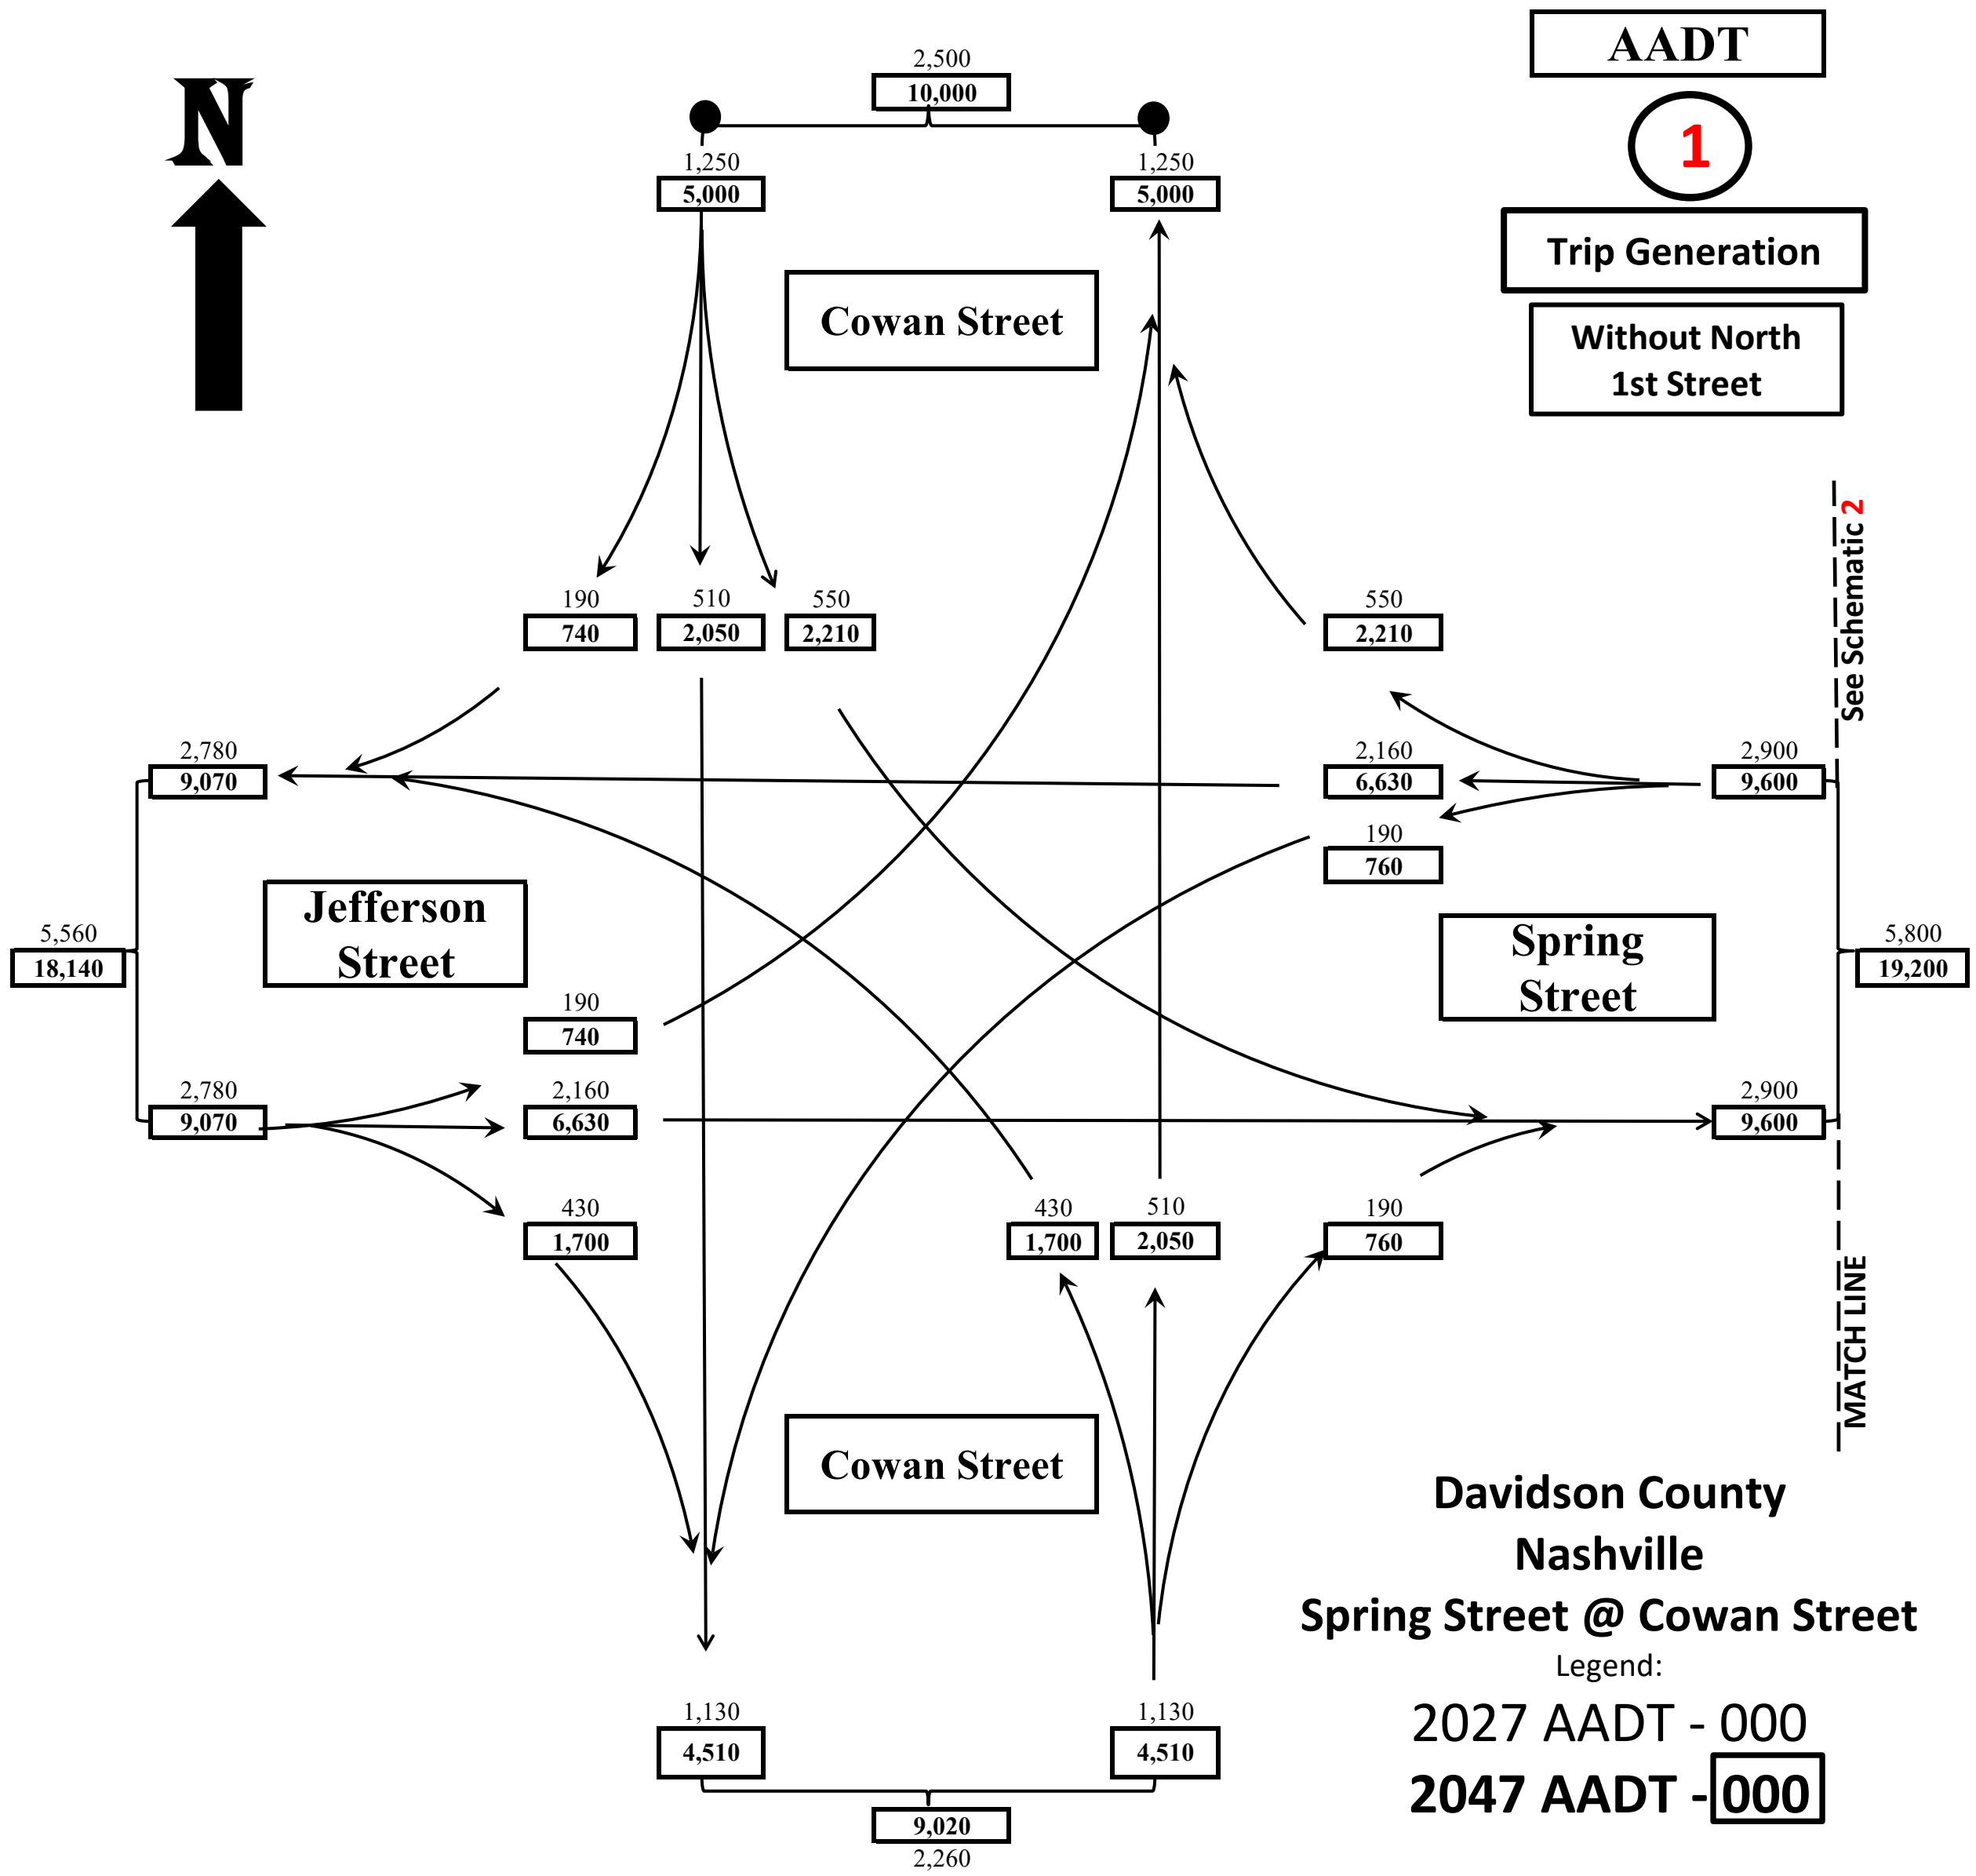 N
2,500
10,000
AADT
1
1,250
5,000
1,250
5,000
Trip Generation
Without North
1st Street
Cowan Street
See Schematic 2
190
740
510
2,050
550
2,210
550
2,210
2,780
9,070
2,160
6,630
2,900
9,600
190
760
Jefferson
Street
Spring
Street
5,560
18,140
5,800
19,200
190
740
2,780
9,070
2,160
6,630
2,900
9,600
430
1,700
430
1,700
510
2,050
190
760
MATCH LINE
Cowan Street
Davidson County
Nashville
Spring Street @ Cowan Street
Legend:
2027 AADT - 000
2047 AADT - 000
1,130
4,510
1,130
4,510
9,020
2,260